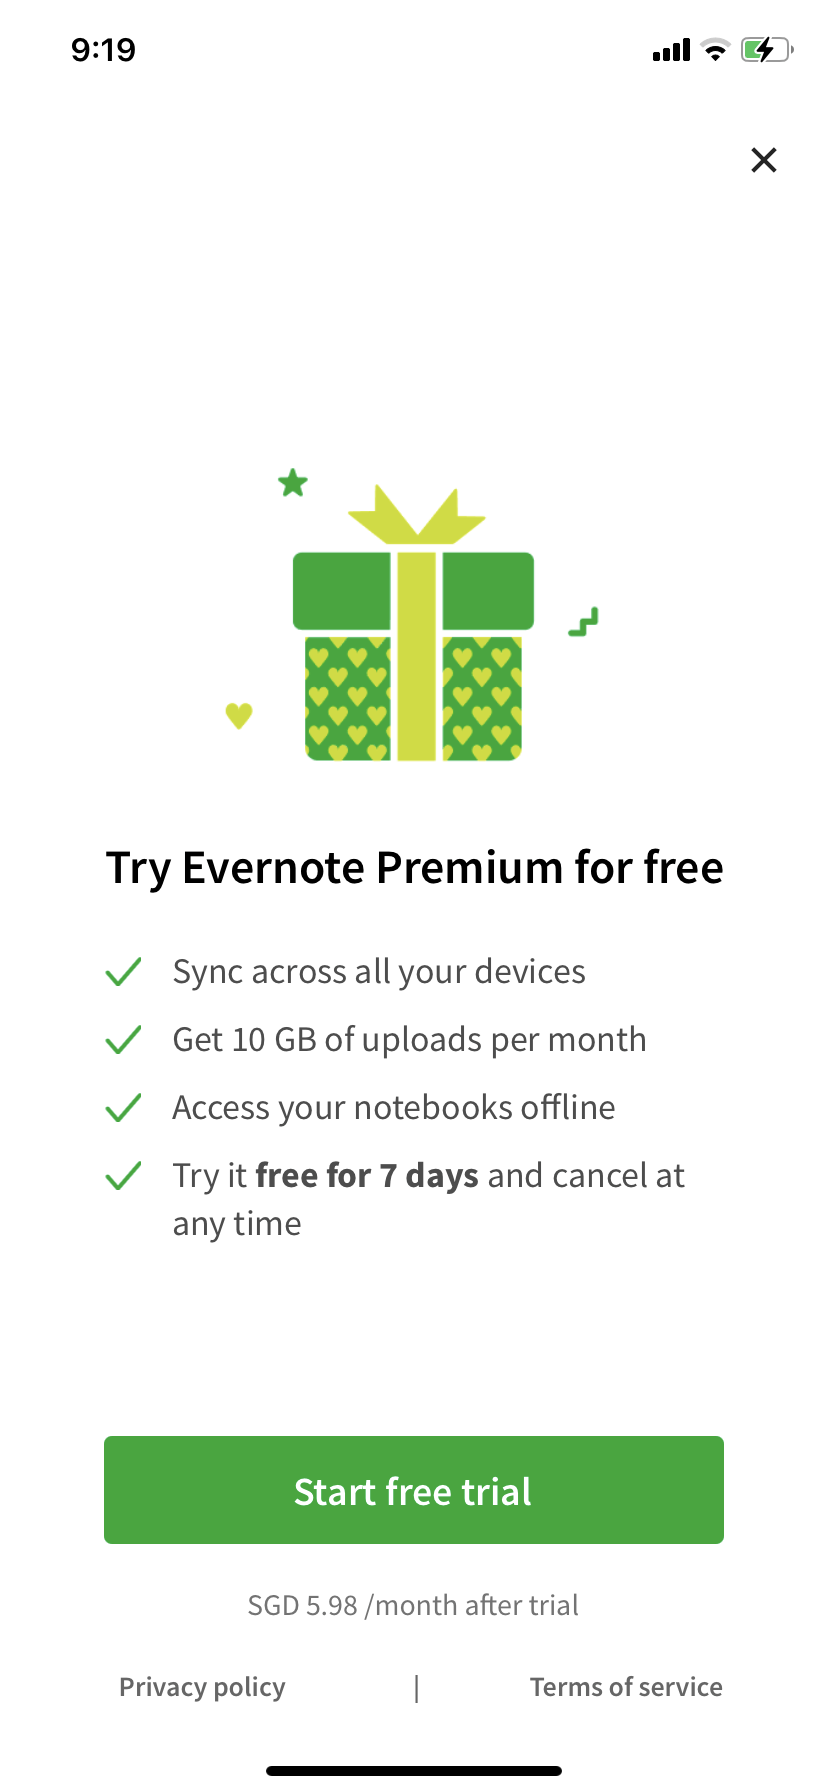 9:19
Try Evernote Premium for free
Sync across all your devices
Get 10 GB of uploads per month
Access your notebooks offline
Try it free for 7 days and cancel at
any time
Start free trial
SGD 5.98 /month after trial
Privacy policy | Terms of service